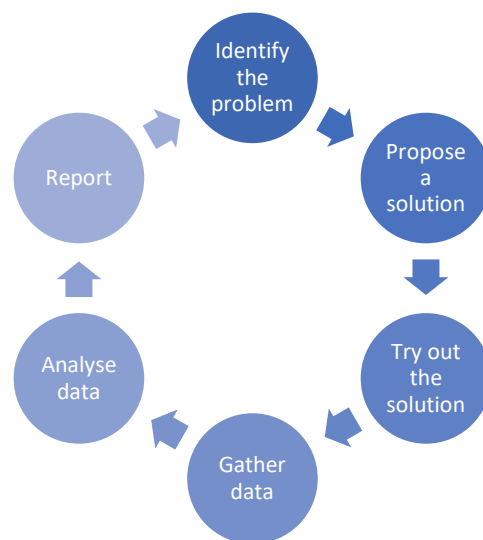 Identify
the
problem
Propose
a
solution
Try out
the
solution
Gather
data
Analyse
data
Report